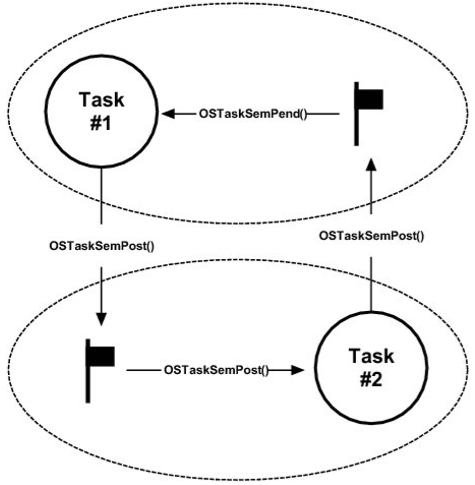 Task
#1
OSTaskSemPend()
OSTaskSemPost()
OSTaskSemPost()
OSTaskSemPost()
Task
#2